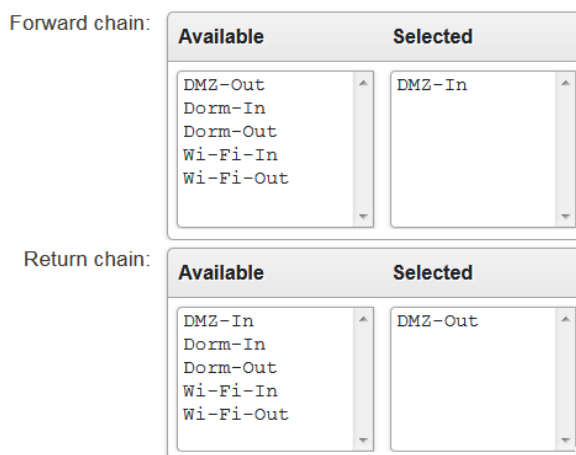 Forward chain:
Available Selected
DMZ-Out DMZ-In
Dorm-In
Dorm-Out
Wi-Fi-In
Wi-Fi-Out
Return chain:
Available Selected
DMZ-In DMZ-Out
Dorm-In
Dorm-Out
Wi-Fi-In
Wi-Fi-Out